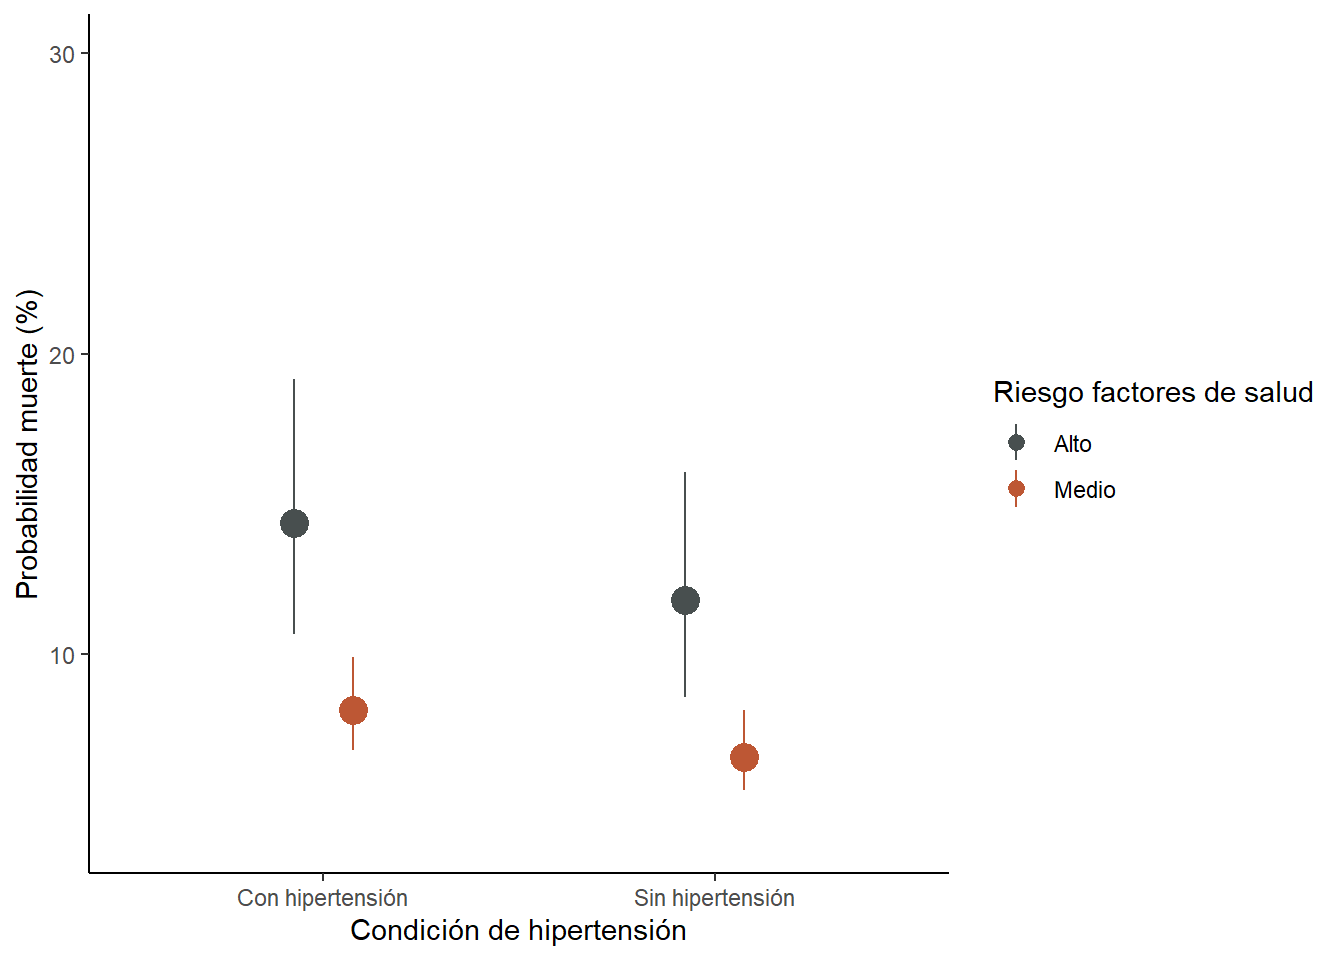 Probabilidad muerte (%)
30
20
10
Con hipertensión
Sin hipertensión
Condición de hipertensión
Riesgo factores de salud
Alto
Medio